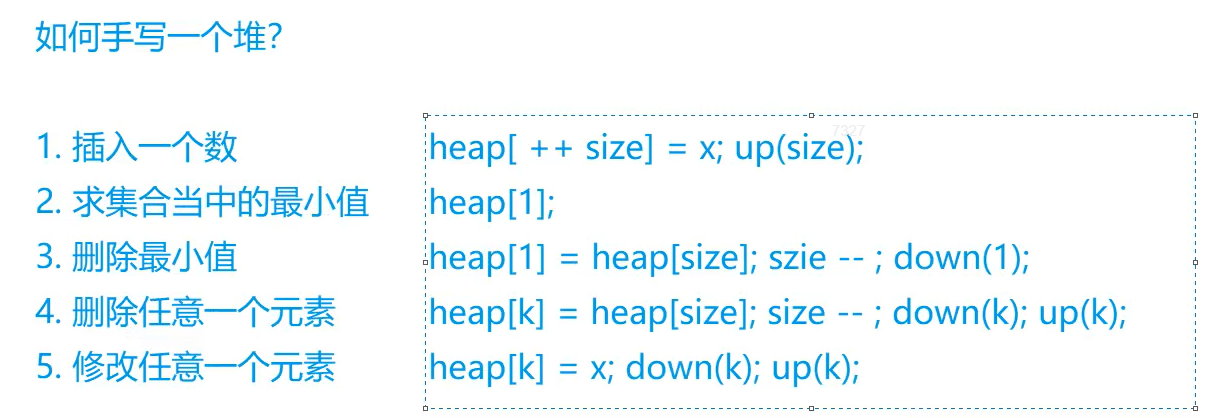 如何手写一个堆?
1. 插入一个数 heap[ ++ size] = x; up(size);
2. 求集合当中的最小值 heap[1];
3. 删除最小值 heap[1] = heap[size]; szie -- ; down(1);
4. 删除任意一个元素 heap[k] = heap[size]; size -- ; down(k); up(k);
5. 修改任意一个元素 heap[k] = x; down(k); up(k);